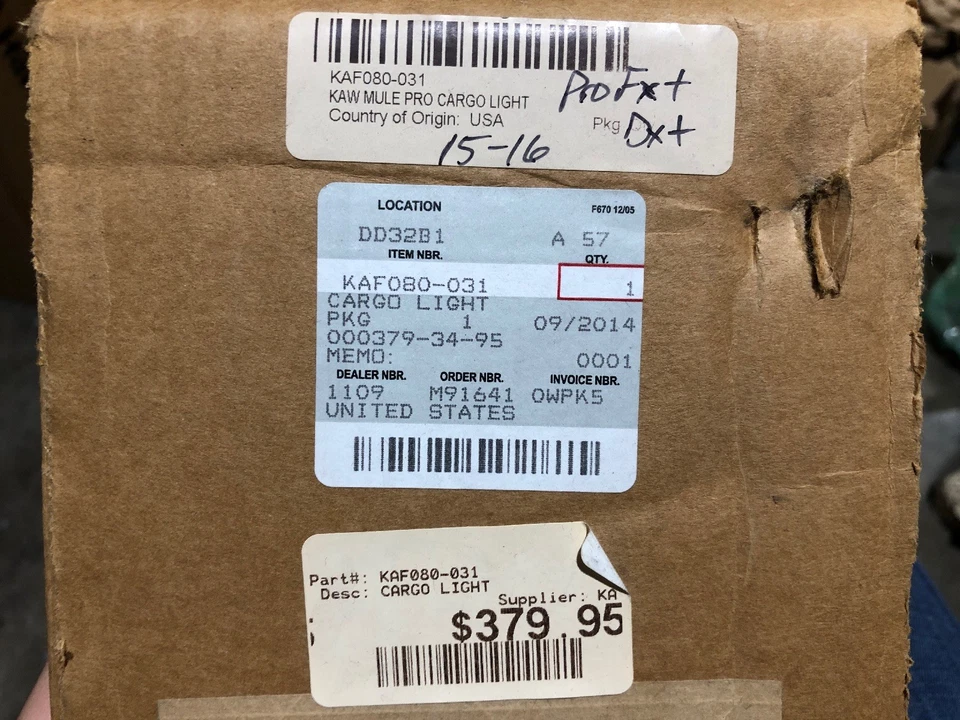 KAF080-031
KAW MULE PRO CARGO LIGHT
Country of Origin: USA
Pkg
Pro Fxt
Dxt
15-16
LOCATION F670 12/05
DD32B1 A 57
ITEM NBR. QTY.
KAF080-031 1
CARGO LIGHT
PKG 1 09/2014
000379-34-95
MEMO: 0001
DEALER NBR. ORDER NBR. INVOICE NBR.
1109 M91641 OWPK5
UNITED STATES
Part#: KAF080-031
Desc: CARGO LIGHT
Supplier: KA
$379.95